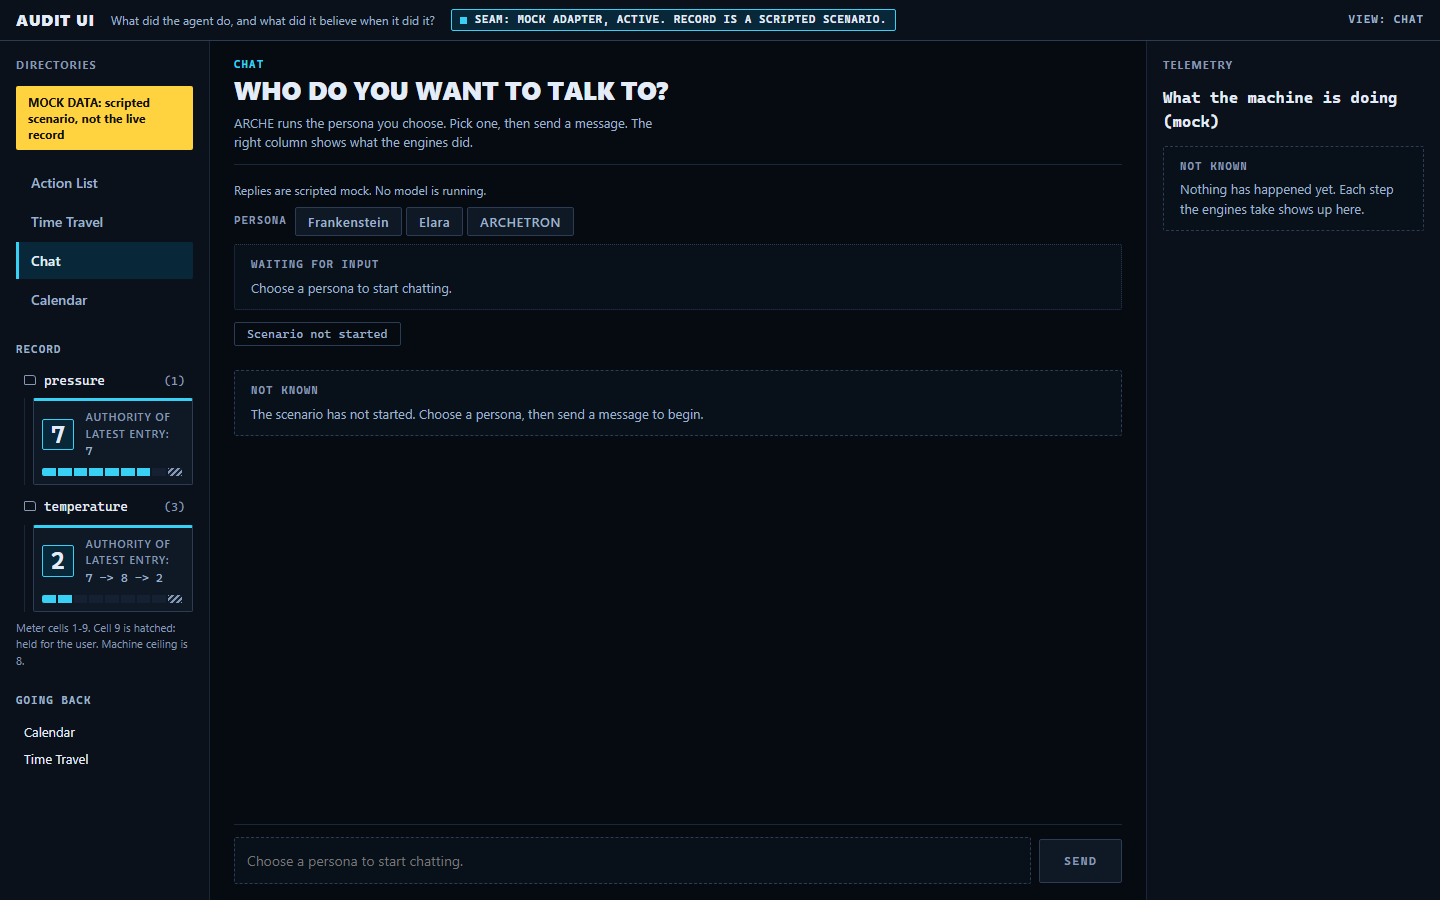 AUDIT UI
What did the agent do, and what did it believe when it did it?
SEAM: MOCK ADAPTER, ACTIVE. RECORD IS A SCRIPTED SCENARIO.
VIEW: CHAT
DIRECTORIES
MOCK DATA: scripted
scenario, not the live
record
Action List
Time Travel
Chat
Calendar
RECORD
pressure (1)
7
AUTHORITY OF
LATEST ENTRY:
7
temperature (3)
2
AUTHORITY OF
LATEST ENTRY:
7 -> 8 -> 2
Meter cells 1-9. Cell 9 is hatched:
held for the user. Machine ceiling is
8.
GOING BACK
Calendar
Time Travel
CHAT
WHO DO YOU WANT TO TALK TO?
ARCHE runs the persona you choose. Pick one, then send a message. The
right column shows what the engines did.
Replies are scripted mock. No model is running.
PERSONA Frankenstein Elara ARCHETRON
WAITING FOR INPUT
Choose a persona to start chatting.
Scenario not started
NOT KNOWN
The scenario has not started. Choose a persona, then send a message to begin.
Choose a persona to start chatting.
SEND
TELEMETRY
What the machine is doing
(mock)
NOT KNOWN
Nothing has happened yet. Each step
the engines take shows up here.